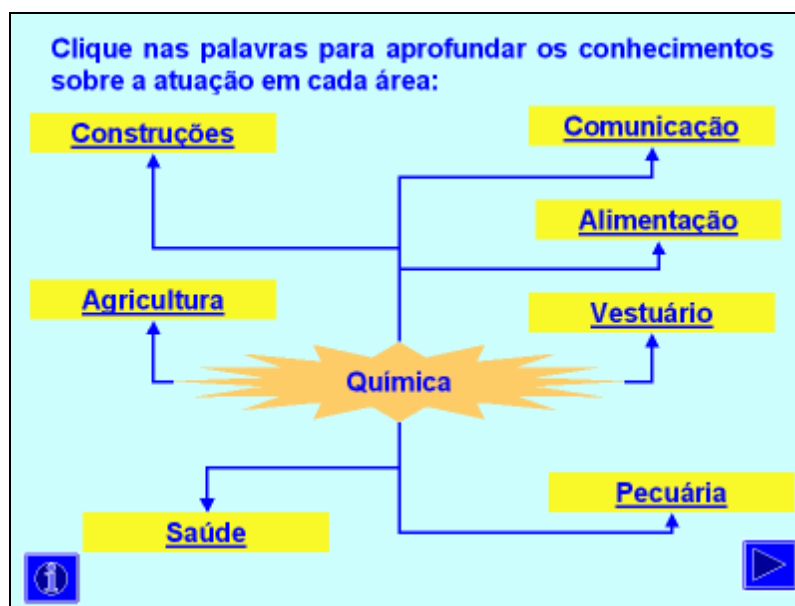 Clique nas palavras para aprofundar os conhecimentos
sobre a atuação em cada área:
Construções
Comunicação
Alimentação
Agricultura
Vestuário
Química
Pecuária
Saúde